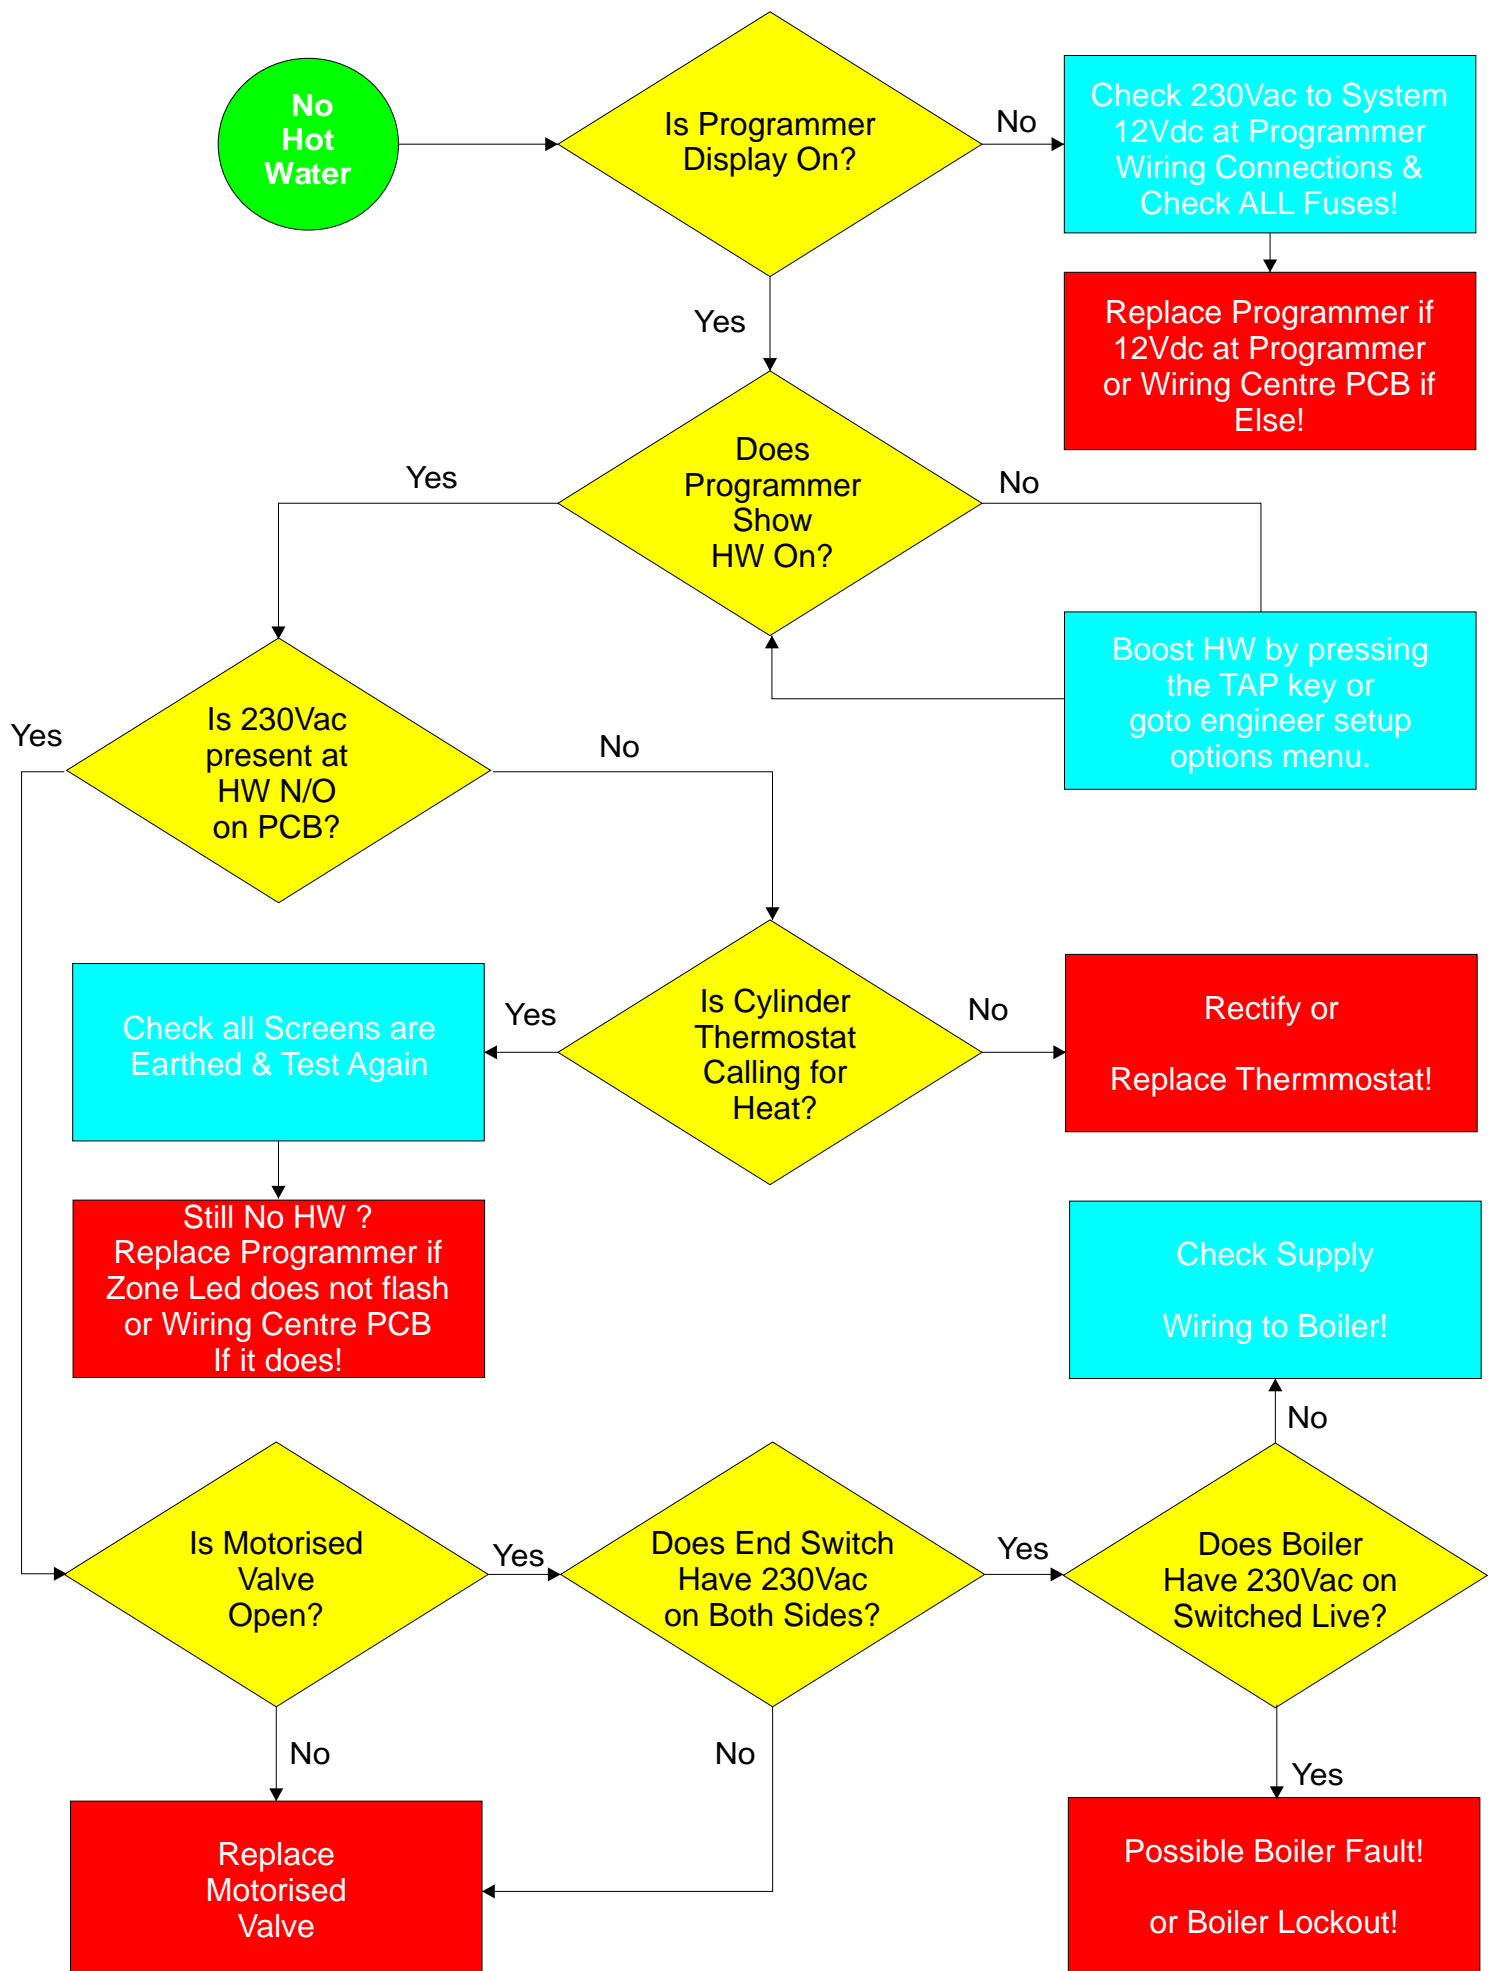 No
Hot
Water
Is Programmer
Display On?
No
Check 230Vac to System
12Vdc at Programmer
Wiring Connections &
Check ALL Fuses!
Yes
Replace Programmer if
12Vdc at Programmer
or Wiring Centre PCB if
Else!
Does
Programmer
Show
HW On?
Yes
No
Boost HW by pressing
the TAP key or
goto engineer setup
options menu.
Is 230Vac
present at
HW N/O
on PCB?
Yes
No
Is Cylinder
Thermostat
Calling for
Heat?
Yes
No
Check all Screens are
Earthed & Test Again
Rectify or
Replace Thermmostat!
Still No HW ?
Replace Programmer if
Zone Led does not flash
or Wiring Centre PCB
If it does!
Check Supply
Wiring to Boiler!
No
Is Motorised
Valve
Open?
Yes
Does End Switch
Have 230Vac
on Both Sides?
Yes
Does Boiler
Have 230Vac on
Switched Live?
No
No
Yes
Replace
Motorised
Valve
Possible Boiler Fault!
or Boiler Lockout!